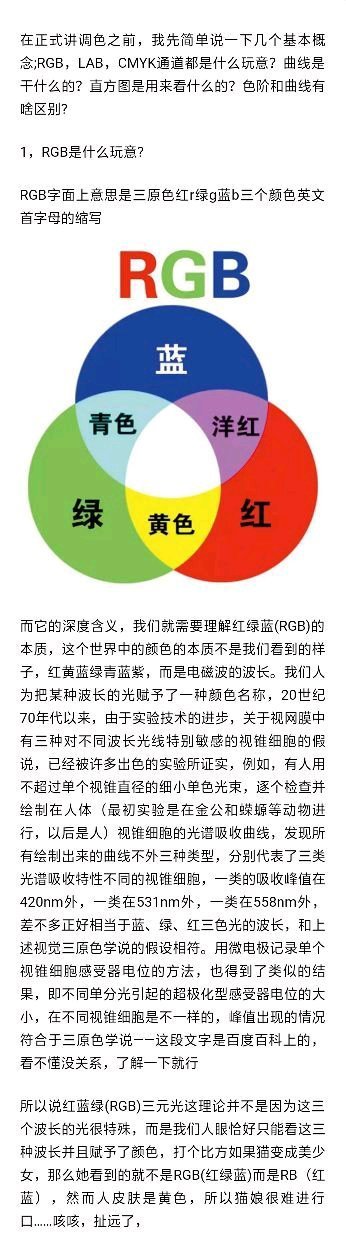 在正式讲调色之前，我先简单说一下几个基本概
念;RGB，LAB，CMYK通道都是什么玩意？曲线是
干什么的？直方图是用来看什么的？色阶和曲线有
啥区别？
1，RGB是什么玩意？
RGB字面上意思是三原色红r绿g蓝b三个颜色英文
首字母的缩写
RGB
蓝
青色
洋红
绿
黄色
红
而它的深度含义，我们就需要理解红绿蓝(RGB)的
本质，这个世界中的颜色的本质不是我们看到的样
子，红黄蓝绿青蓝紫，而是电磁波的波长。我们人
为把某种波长的光赋予了一种颜色名称，20世纪
70年代以来，由于实验技术的进步，关于视网膜中
有三种对不同波长光线特别敏感的视锥细胞的假
说，已经被许多出色的实验所证实，例如，有人用
不超过单个视锥直径的细小单色光束，逐个检查并
绘制在人体（最初实验是在金公和蝾螈等动物进
行，以后是人）视锥细胞的光谱吸收曲线，发现所
有绘制出来的曲线不外三种类型，分别代表了三类
光谱吸收特性不同的视锥细胞，一类的吸收峰值在
420nm外，一类在531nm外，一类在558nm外，
差不多正好相当于蓝、绿、红三色光的波长，和上
述视觉三原色学说的假设相符。用微电极记录单个
视锥细胞感受器电位的方法，也得到了类似的结
果，即不同单分光引起的超极化型感受器电位的大
小，在不同视锥细胞是不一样的，峰值出现的情况
符合于三原色学说——这段文字是百度百科上的，
看不懂没关系，了解一下就行
所以说红蓝绿(RGB)三元光这理论并不是因为这三
个波长的光很特殊，而是我们人眼恰好只能看这三
种波长并且赋予了颜色，打个比方如果猫变成美少
女，那么她看到的就不是RGB(红绿蓝)而是RB（红
蓝），然而人皮肤是黄色，所以猫娘很难进行
口……咳咳，扯远了，